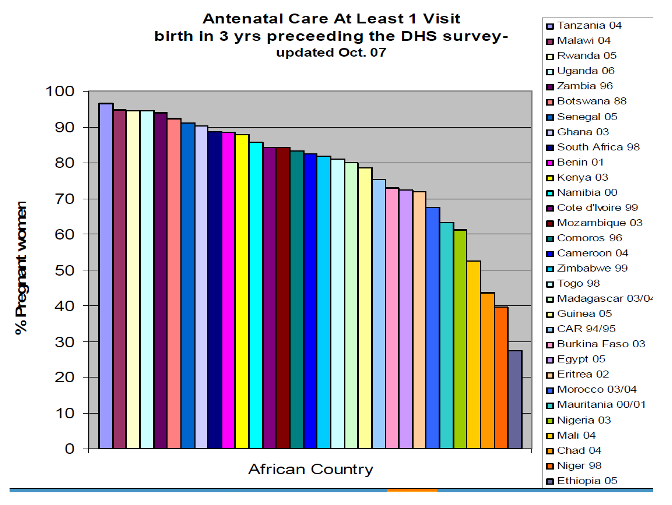 Antenatal Care At Least 1 Visit
birth in 3 yrs preceeding the DHS survey-
updated Oct. 07
% Pregnant women
100
90
80
70
60
50
40
30
20
10
0
African Country
Tanzania 04
Malawi 04
Rwanda 05
Uganda 06
Zambia 96
Botswana 88
Senegal 05
Ghana 03
South Africa 98
Benin 01
Kenya 03
Namibia 00
Cote d'Ivoire 99
Mozambique 03
Comoros 96
Cameroon 04
Zimbabwe 99
Togo 98
Madagascar 03/04
Guinea 05
CAR 94/95
Burkina Faso 03
Egypt 05
Eritrea 02
Morocco 03/04
Mauritania 00/01
Nigeria 03
Mali 04
Chad 04
Niger 98
Ethiopia 05